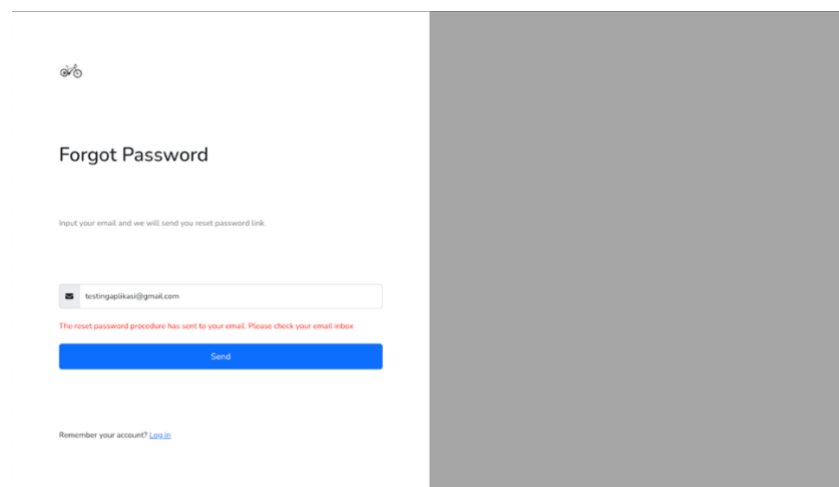 Forgot Password
Input your email and we will send you reset password link.
testingaplikasi@gmail.com
The reset password procedure has sent to your email. Please check your email inbox
Send
Remember your account? Log in